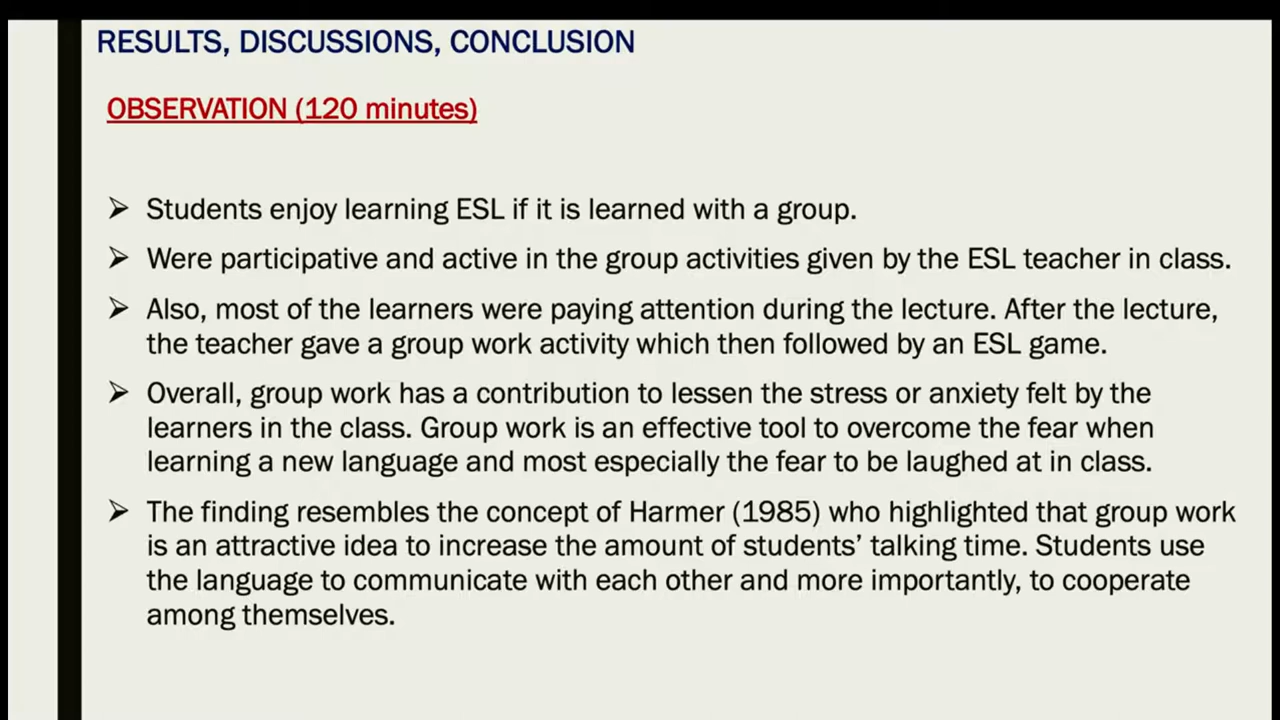 RESULTS, DISCUSSIONS, CONCLUSION
OBSERVATION (120 minutes)
Students enjoy learning ESL if it is learned with a group.
Were participative and active in the group activities given by the ESL teacher in class.
Also, most of the learners were paying attention during the lecture. After the lecture,
the teacher gave a group work activity which then followed by an ESL game.
Overall, group work has a contribution to lessen the stress or anxiety felt by the
learners in the class. Group work is an effective tool to overcome the fear when
learning a new language and most especially the fear to be laughed at in class.
The finding resembles the concept of Harmer (1985) who highlighted that group work
is an attractive idea to increase the amount of students’ talking time. Students use
the language to communicate with each other and more importantly, to cooperate
among themselves.